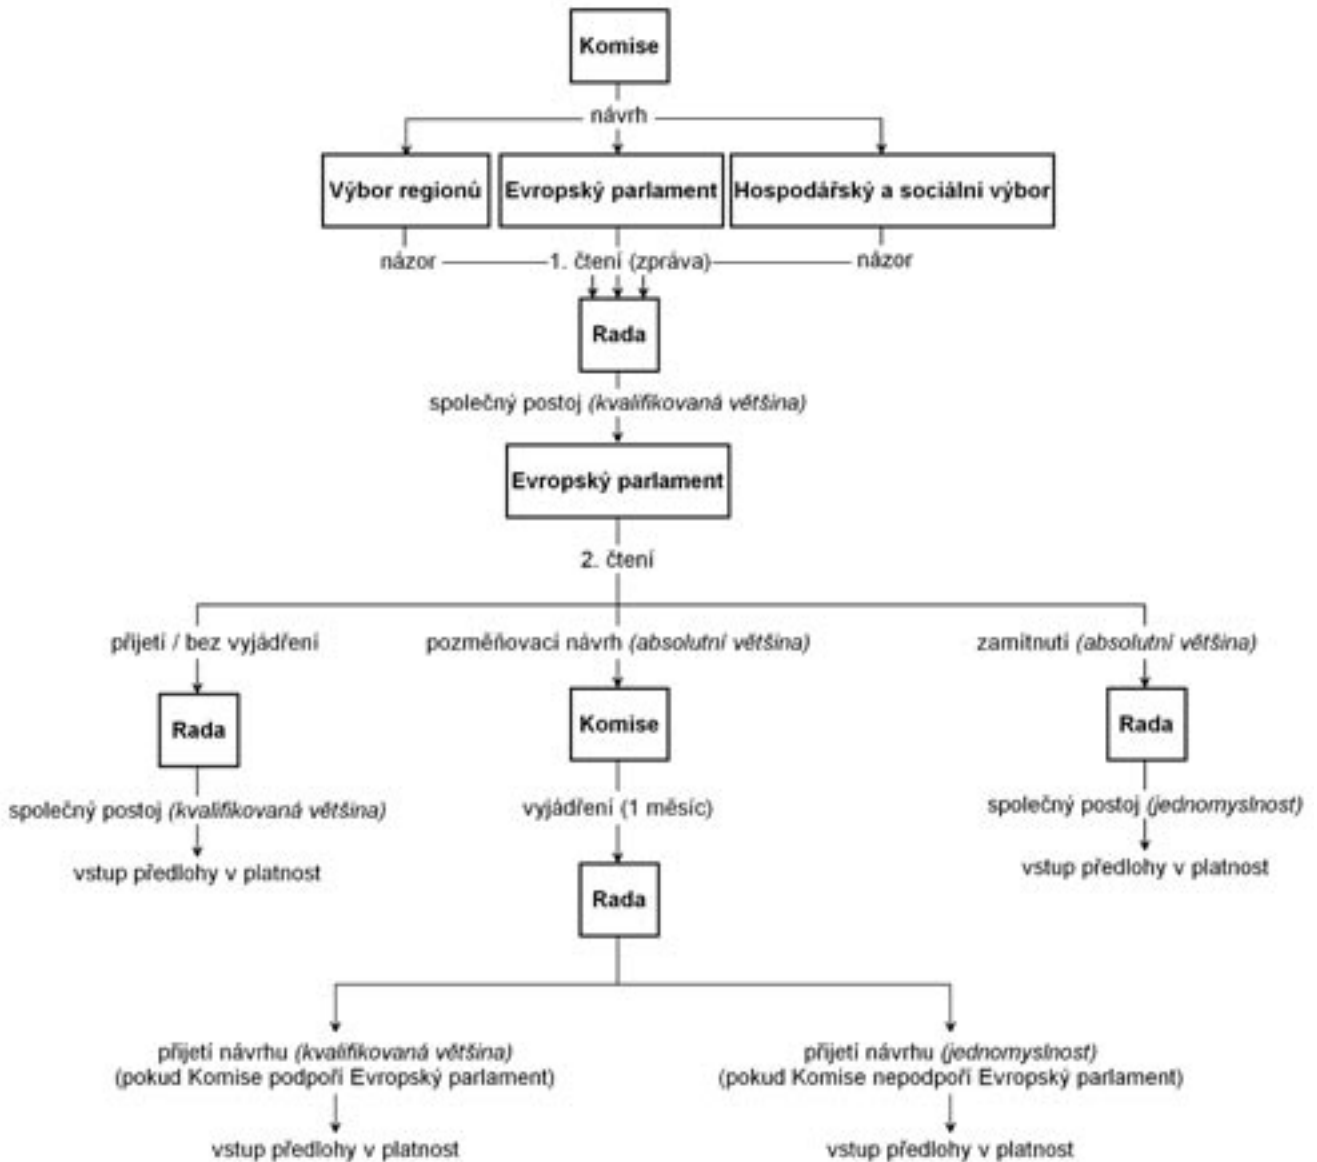 Komise
návrh
Výbor regionů
Evropský parlament
Hospodářský a sociální výbor
názor
1. čtení (zpráva)
názor
Rada
společný postoj (kvalifikovaná většina)
Evropský parlament
2. čtení
přijetí / bez vyjádření
pozměňovací návrh (absolutní většina)
zamítnutí (absolutní většina)
Rada
Komise
Rada
společný postoj (kvalifikovaná většina)
vyjádření (1 měsíc)
společný postoj (jednomyslnost)
vstup předlohy v platnost
vstup předlohy v platnost
Rada
přijetí návrhu (kvalifikovaná většina)
(pokud Komise podpoří Evropský parlament)
přijetí návrhu (jednomyslnost)
(pokud Komise nepodpoří Evropský parlament)
vstup předlohy v platnost
vstup předlohy v platnost